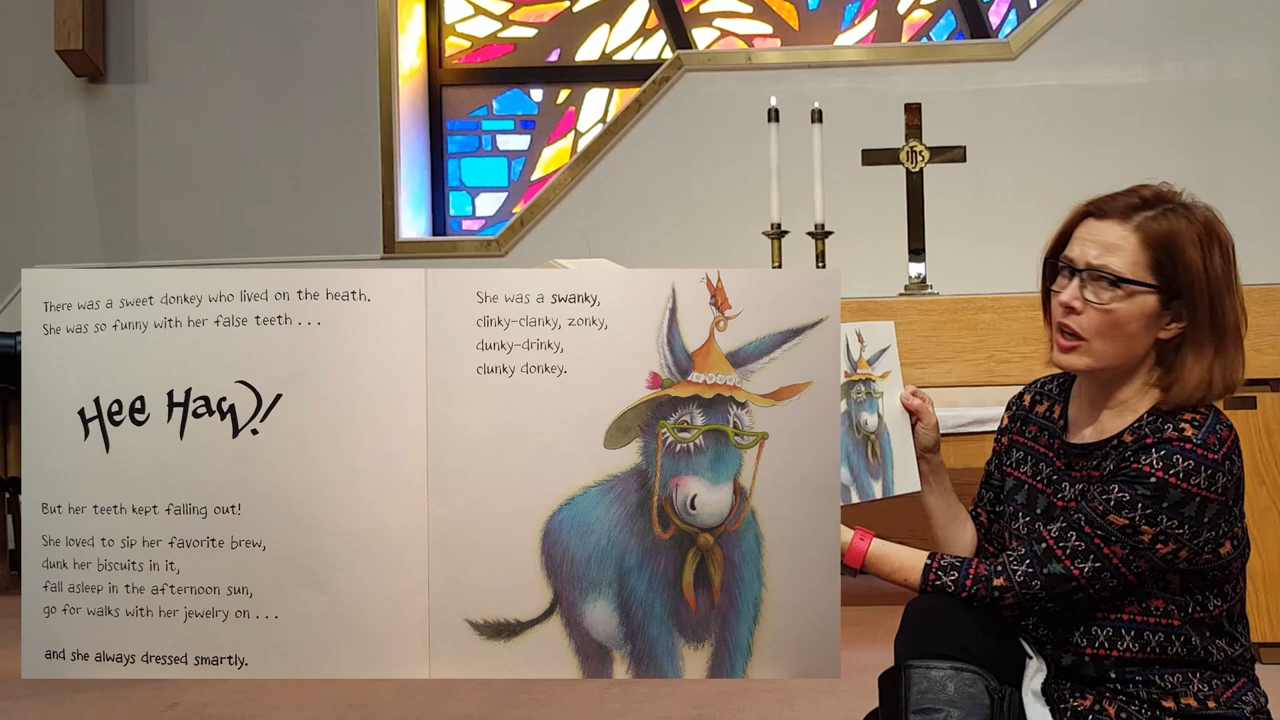 There was a sweet donkey who lived on the heath.
She was so funny with her false teeth . . .
Hee Haw!
But her teeth kept falling out!
She loved to sip her favorite brew,
dunk her biscuits in it,
fall asleep in the afternoon sun,
go for walks with her jewelry on . . .
and she always dressed smartly.
She was a swanky,
clinky-clanky, zonky,
dunky-drinky,
clunky donkey.
IHS